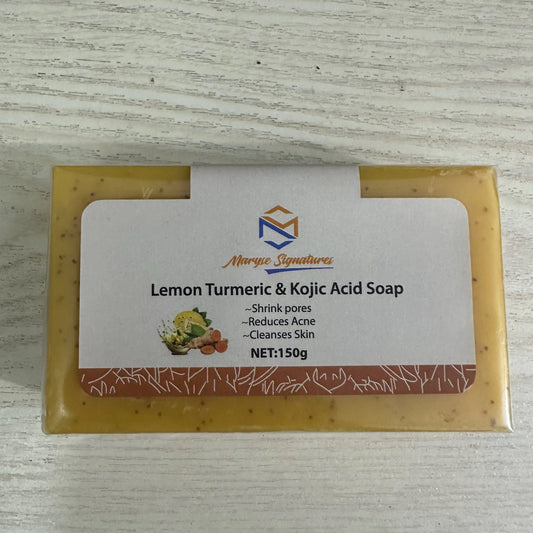 Maryse Signatures
Lemon Turmeric & Kojic Acid Soap
~Shrink pores
~Reduces Acne
~Cleanses Skin
NET:150g